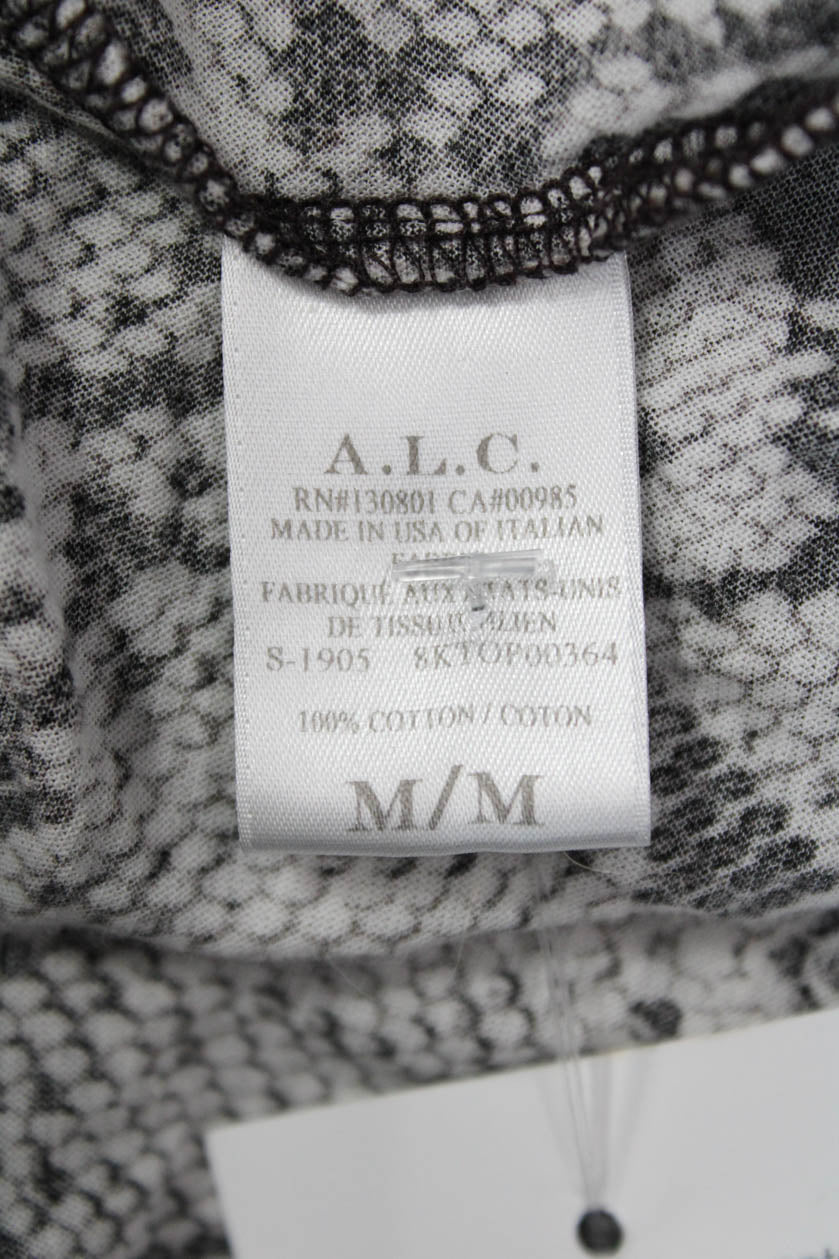 A.L.C.
RN#130801 CA#00985
MADE IN USA OF ITALIAN
FABRIQUÉ AUX ÉTATS-UNIS
DE TISSU ITALIEN
S-1905 8KTOP00364
100% COTTON / COTON
M/M